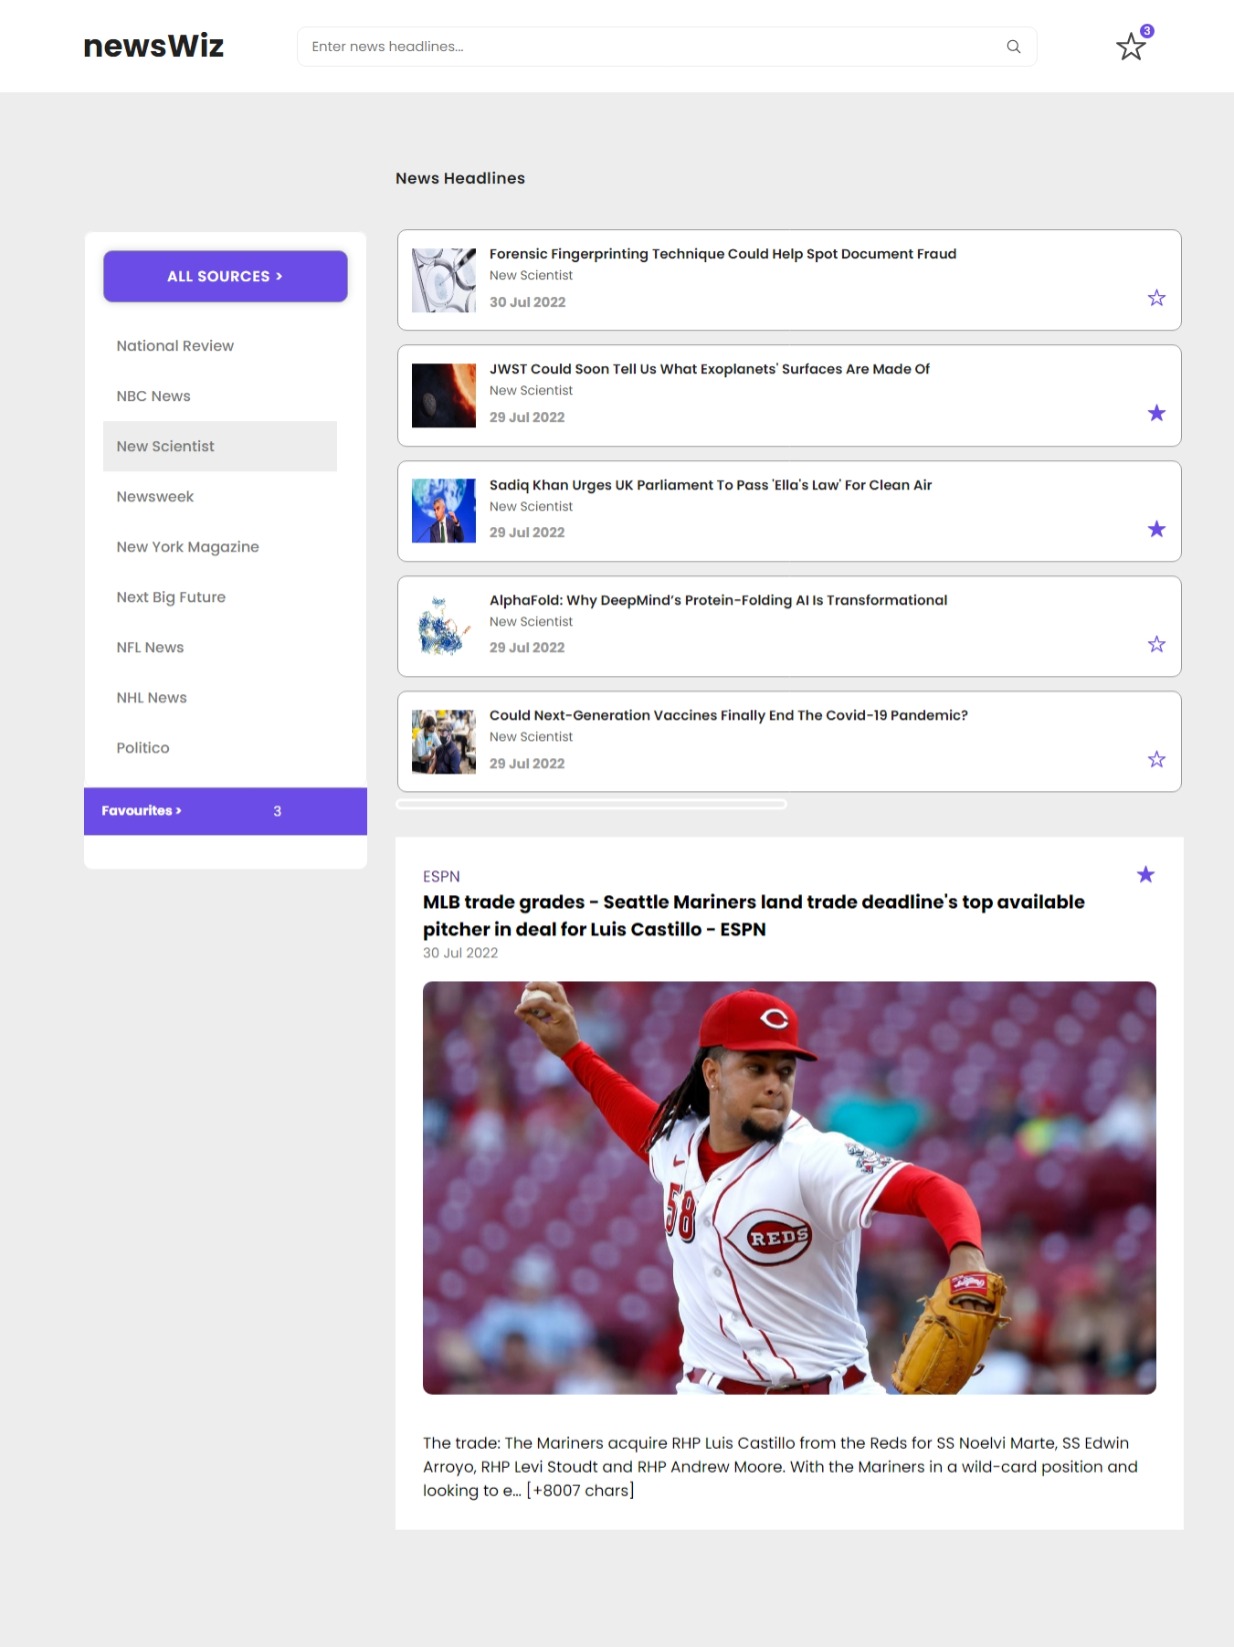 newsWiz
Enter news headlines...
3
News Headlines
ALL SOURCES >
National Review
NBC News
New Scientist
Newsweek
New York Magazine
Next Big Future
NFL News
NHL News
Politico
Favourites > 3
Forensic Fingerprinting Technique Could Help Spot Document Fraud
New Scientist
30 Jul 2022
JWST Could Soon Tell Us What Exoplanets' Surfaces Are Made Of
New Scientist
29 Jul 2022
Sadiq Khan Urges UK Parliament To Pass 'Ella's Law' For Clean Air
New Scientist
29 Jul 2022
AlphaFold: Why DeepMind's Protein-Folding AI Is Transformational
New Scientist
29 Jul 2022
Could Next-Generation Vaccines Finally End The Covid-19 Pandemic?
New Scientist
29 Jul 2022
ESPN
MLB trade grades - Seattle Mariners land trade deadline's top available
pitcher in deal for Luis Castillo - ESPN
30 Jul 2022
58
REDS
The trade: The Mariners acquire RHP Luis Castillo from the Reds for SS Noelvi Marte, SS Edwin
Arroyo, RHP Levi Stoudt and RHP Andrew Moore. With the Mariners in a wild-card position and
looking to e... [+8007 chars]